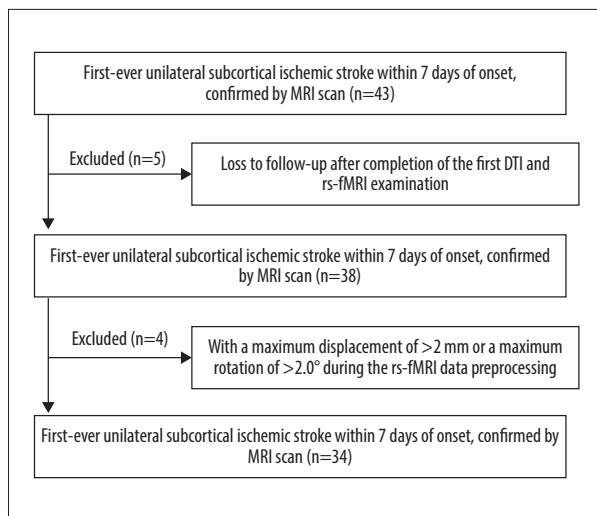 First-ever unilateral subcortical ischemic stroke within 7 days of onset,
confirmed by MRI scan (n=43)
Excluded (n=5)
Loss to follow-up after completion of the first DTI and
rs-fMRI examination
First-ever unilateral subcortical ischemic stroke within 7 days of onset, confirmed
by MRI scan (n=38)
Excluded (n=4)
With a maximum displacement of >2 mm or a maximum
rotation of >2.0° during the rs-fMRI data preprocessing
First-ever unilateral subcortical ischemic stroke within 7 days of onset, confirmed by
MRI scan (n=34)